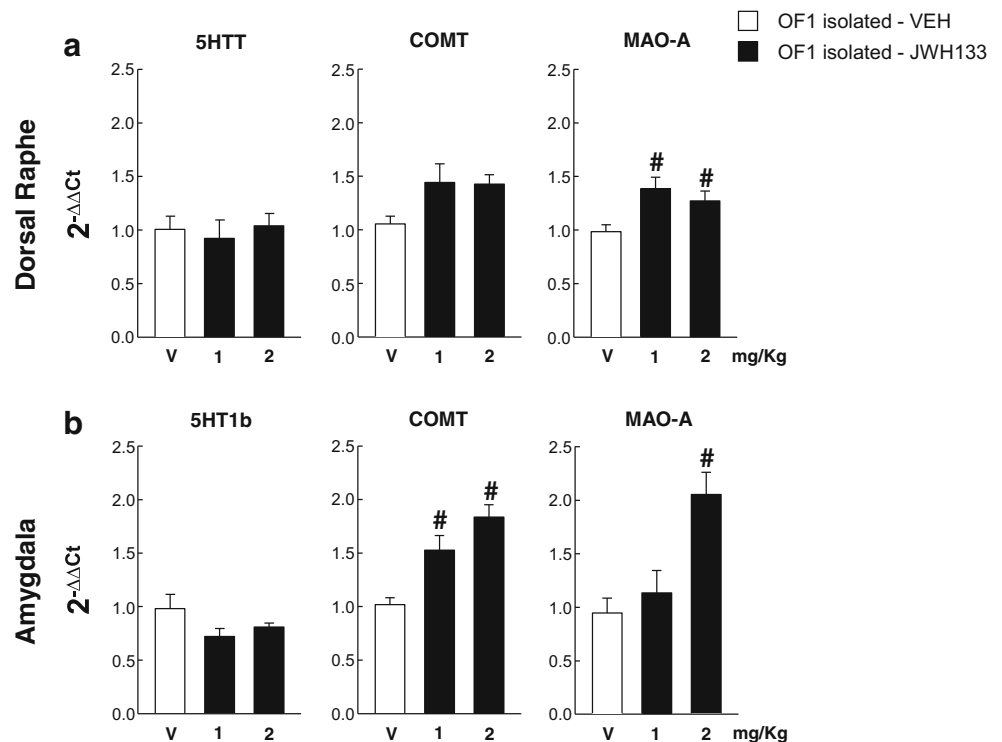 OF1 isolated - VEH
OF1 isolated - JWH133
a
5HTT
COMT
MAO-A
Dorsal Raphe
2-ΔΔCt
2.5
2.0
1.5
1.0
0.5
0.0
V 1 2
2.5
2.0
1.5
1.0
0.5
0.0
V 1 2
2.5
2.0
1.5
1.0
0.5
0.0
# #
V 1 2 mg/Kg
b
5HT1b
COMT
MAO-A
Amygdala
2-ΔΔCt
2.5
2.0
1.5
1.0
0.5
0.0
V 1 2
2.5
2.0
1.5
1.0
0.5
0.0
# #
V 1 2
2.5
2.0
1.5
1.0
0.5
0.0
#
V 1 2 mg/Kg